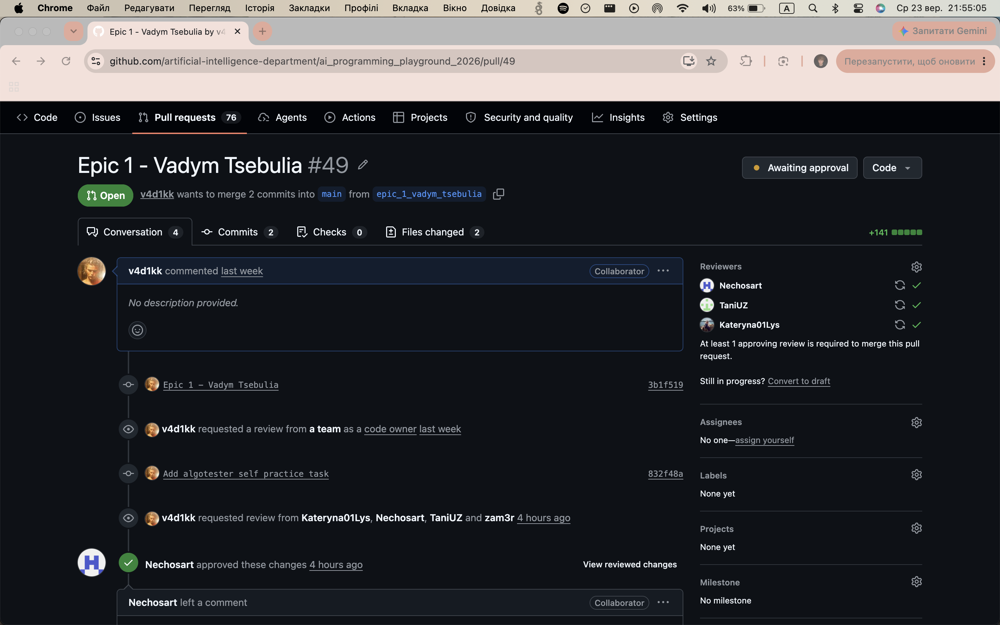 Chrome Файл Редагувати Перегляд Історія Закладки Профілі Вкладка Вікно Довідка 63% A Ср 23 вер. 21:55:05
Epic 1 - Vadym Tsebulia by v4 Запитати Gemini
github.com/artificial-intelligence-department/ai_programming_playground_2026/pull/49 Перезапустити, щоб оновити
Code Issues Pull requests 76 Agents Actions Projects Security and quality Insights Settings
Epic 1 - Vadym Tsebulia #49
Awaiting approval Code
Open v4d1kk wants to merge 2 commits into main from epic_1_vadym_tsebulia
Conversation 4 Commits 2 Checks 0 Files changed 2 +141
v4d1kk commented last week Collaborator
No description provided.
Epic 1 – Vadym Tsebulia 3b1f519
v4d1kk requested a review from a team as a code owner last week
Add algotester self practice task 832f48a
v4d1kk requested review from Kateryna01Lys, Nechosart, TaniUZ and zam3r 4 hours ago
Nechosart approved these changes 4 hours ago View reviewed changes
Nechosart left a comment Collaborator
Reviewers
Nechosart
TaniUZ
Kateryna01Lys
At least 1 approving review is required to merge this pull
request.
Still in progress? Convert to draft
Assignees
No one—assign yourself
Labels
None yet
Projects
None yet
Milestone
No milestone